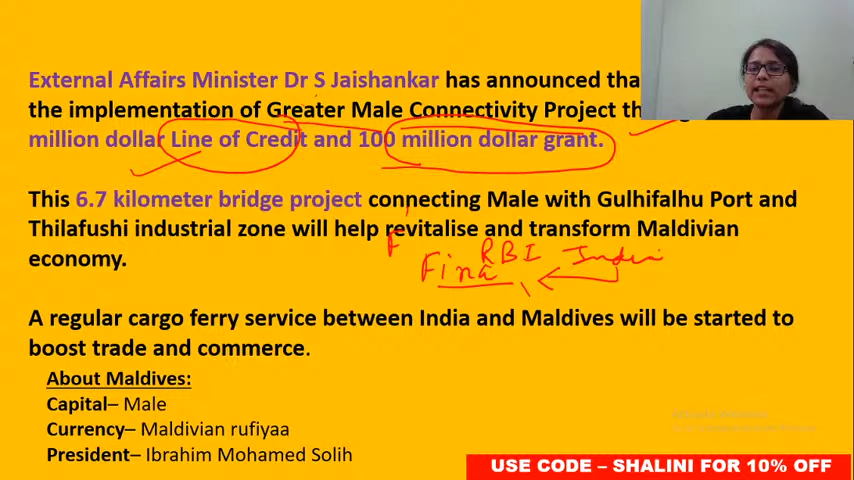 External Affairs Minister Dr S Jaishankar has announced tha
the implementation of Greater Male Connectivity Project th
million dollar Line of Credit and 100 million dollar grant.
This 6.7 kilometer bridge project connecting Male with Gulhifalhu Port and
Thilafushi industrial zone will help revitalise and transform Maldivian
economy.
F
RBI India
Fina
A regular cargo ferry service between India and Maldives will be started to
boost trade and commerce.
About Maldives:
Capital– Male
Currency– Maldivian rufiyaa
President– Ibrahim Mohamed Solih
USE CODE – SHALINI FOR 10% OFF